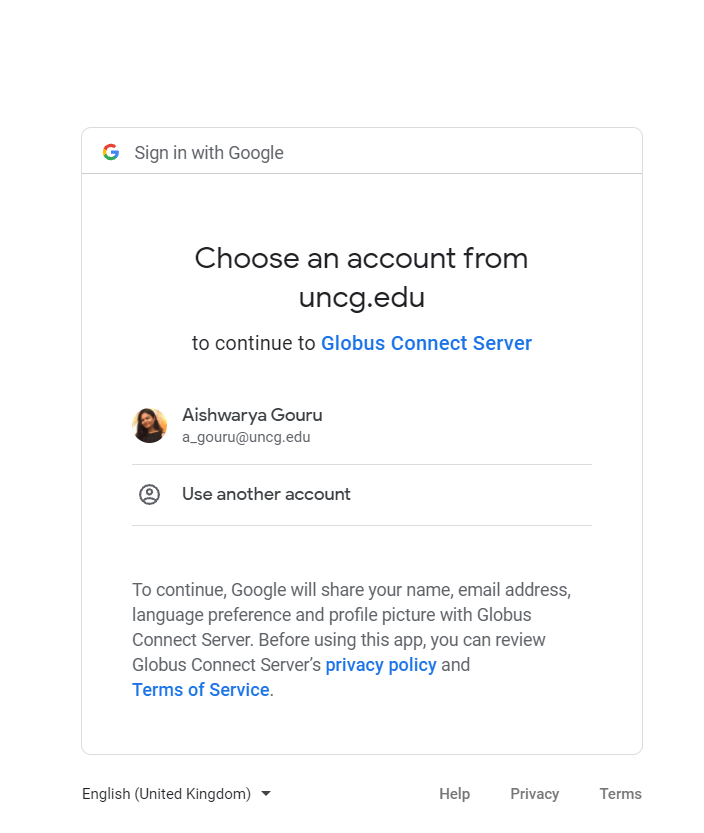 Sign in with Google
Choose an account from
uncg.edu
to continue to Globus Connect Server
Aishwarya Gouru
a_gouru@uncg.edu
Use another account
To continue, Google will share your name, email address,
language preference and profile picture with Globus
Connect Server. Before using this app, you can review
Globus Connect Server’s privacy policy and
Terms of Service.
English (United Kingdom) Help Privacy Terms